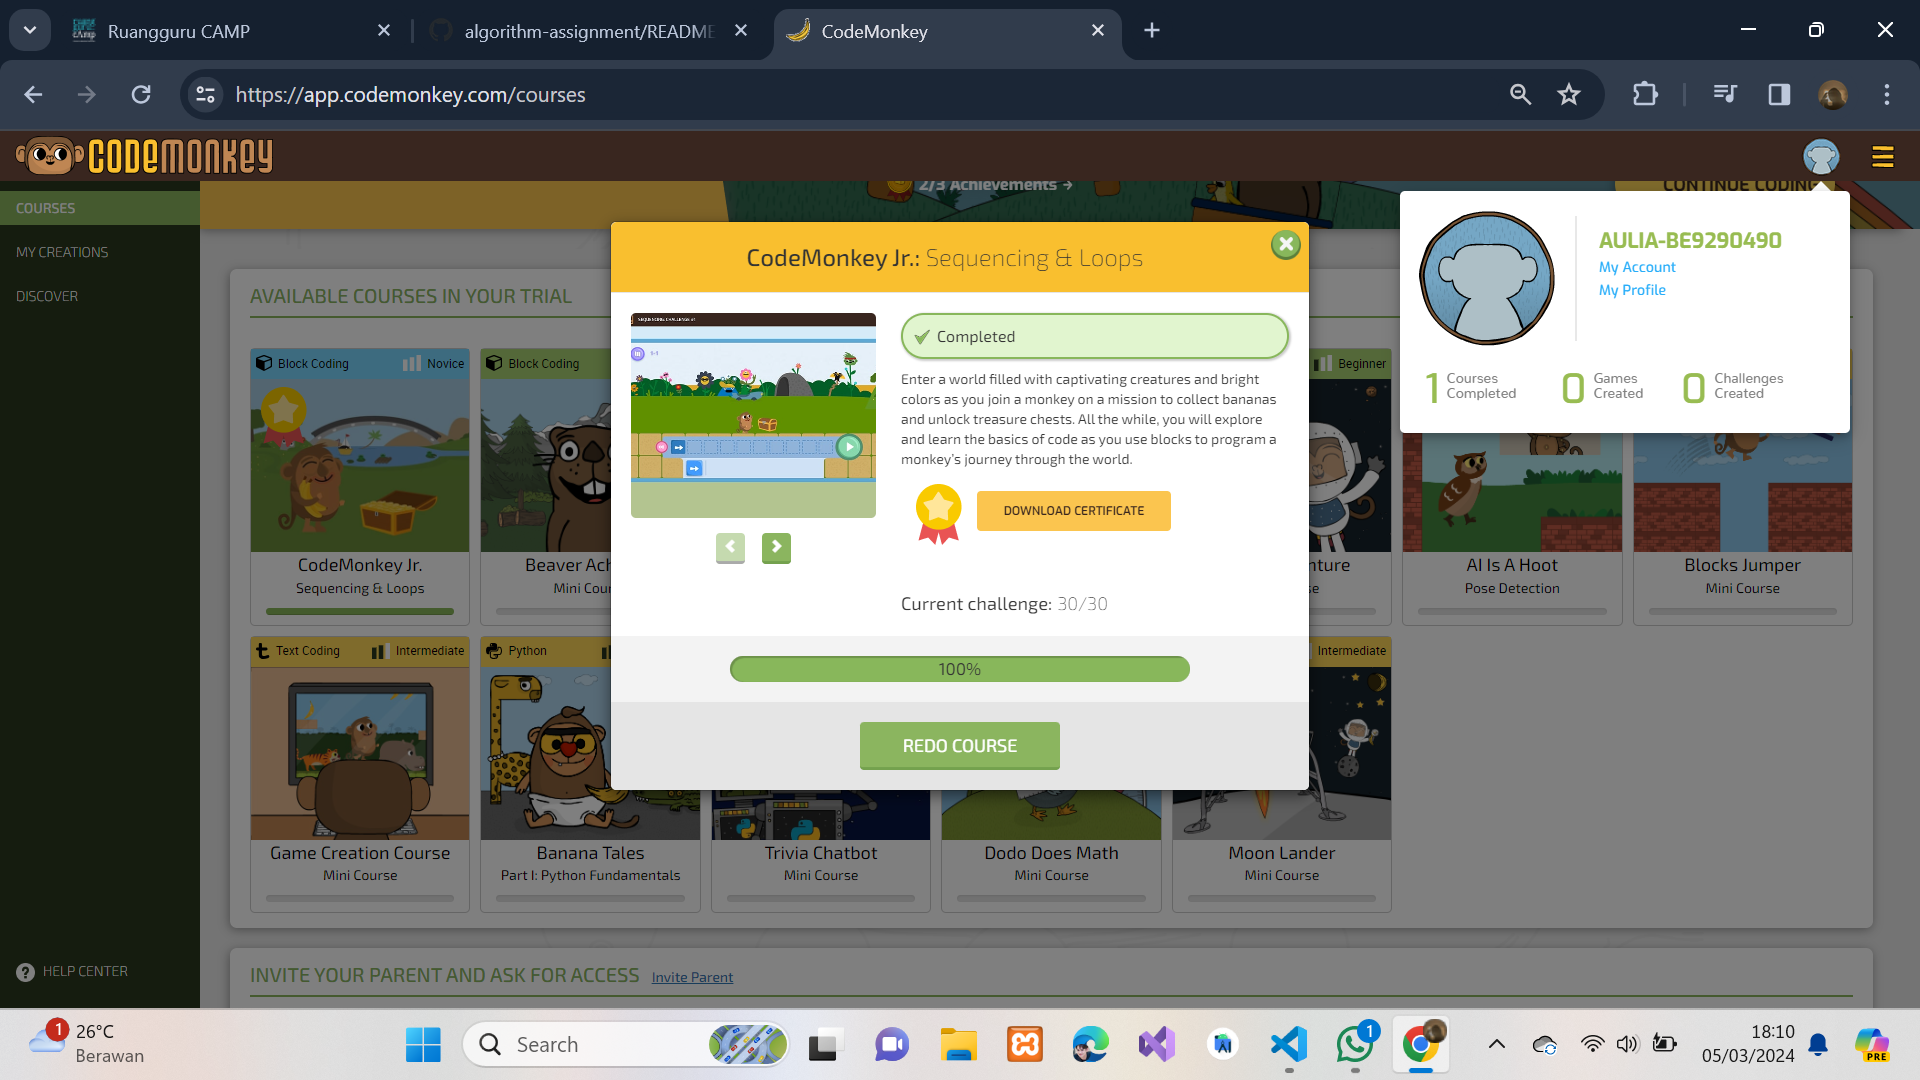 Ruangguru CAMP
algorithm-assignment/README
CodeMonkey
https://app.codemonkey.com/courses
CODEMONKEY
2/3 Achievements →
CONTINUE CODING
COURSES
MY CREATIONS
DISCOVER
HELP CENTER
AULIA-BE9290490
My Account
My Profile
1 Courses Completed
0 Games Created
0 Challenges Created
CodeMonkey Jr.: Sequencing & Loops
SEQUENCING CHALLENGE #1
Completed
Enter a world filled with captivating creatures and bright
colors as you join a monkey on a mission to collect bananas
and unlock treasure chests. All the while, you will explore
and learn the basics of code as you use blocks to program a
monkey's journey through the world.
DOWNLOAD CERTIFICATE
Current challenge: 30/30
100%
REDO COURSE
AVAILABLE COURSES IN YOUR TRIAL
Block Coding Novice
Block Coding
Beginner
CodeMonkey Jr.
Sequencing & Loops
Beaver Ach
Mini Cou
nture
se
AI Is A Hoot
Pose Detection
Blocks Jumper
Mini Course
Text Coding Intermediate
Python
Intermediate
Game Creation Course
Mini Course
Banana Tales
Part I: Python Fundamentals
Trivia Chatbot
Mini Course
Dodo Does Math
Mini Course
Moon Lander
Mini Course
INVITE YOUR PARENT AND ASK FOR ACCESS Invite Parent
1
26°C
Berawan
Search
1
18:10
05/03/2024
PRE